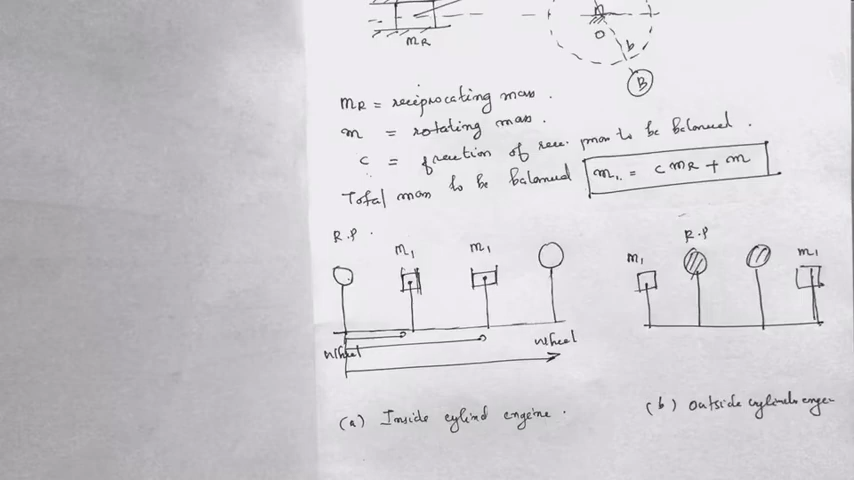 mR
O
b
B
mR = reciprocating mass.
m = rotating mass.
c = fraction of rec. mass to be balanced.
Total mass to be balanced m1 = c mR + m
R.P.
m1
m1
R.P
m1
m1
wheel
wheel
(a) Inside cylind engine.
(b) Outside cylinder engine